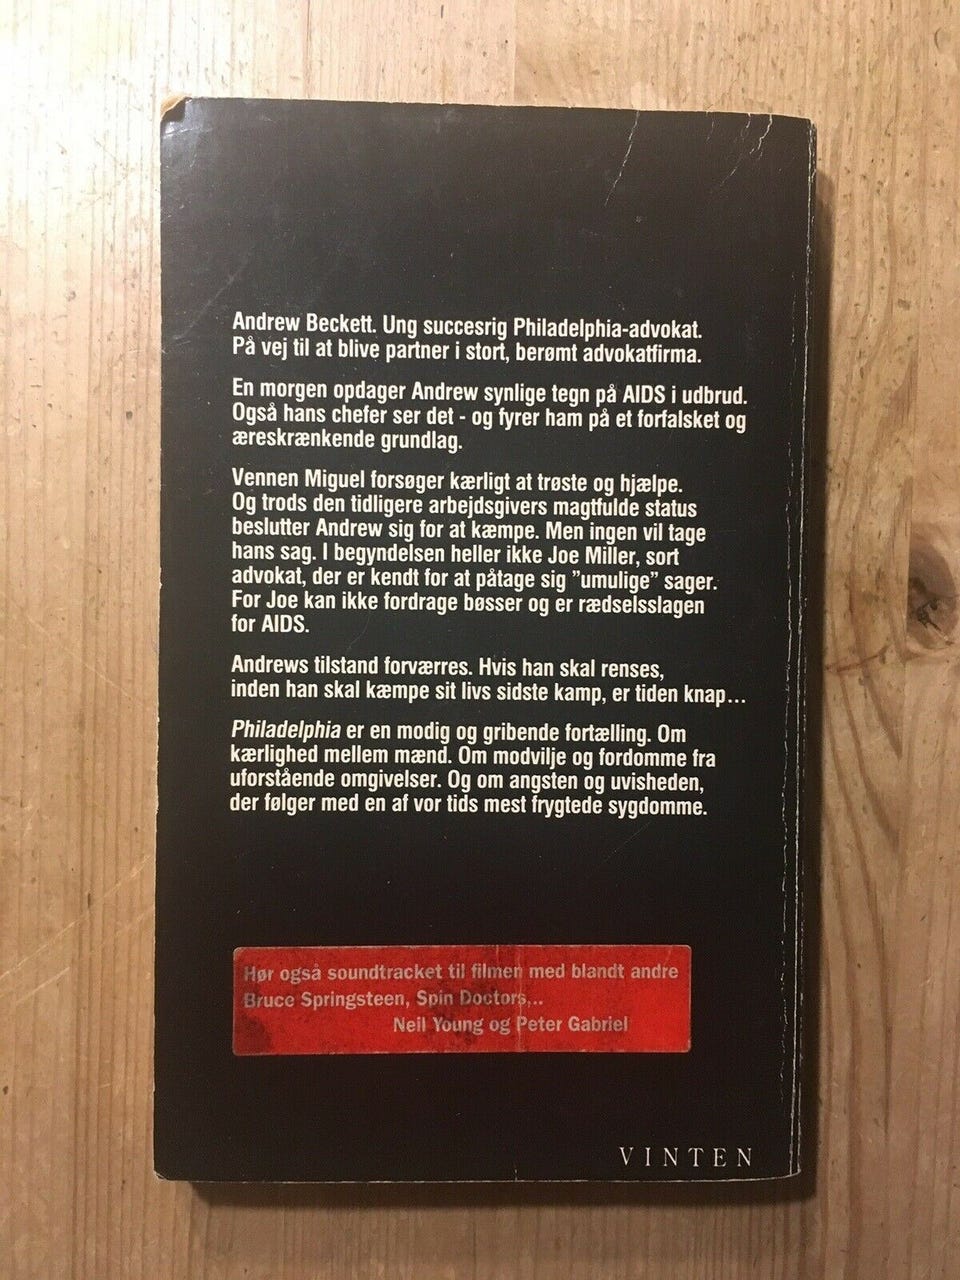 Andrew Beckett. Ung succesrig Philadelphia-advokat.
På vej til at blive partner i stort, berømt advokatfirma.
En morgen opdager Andrew synlige tegn på AIDS i udbrud.
Også hans chefer ser det - og fyrer ham på et forfalsket og
æreskrænkende grundlag.
Vennen Miguel forsøger kærligt at trøste og hjælpe.
Og trods den tidligere arbejdsgivers magtfulde status
beslutter Andrew sig for at kæmpe. Men ingen vil tage
hans sag. I begyndelsen heller ikke Joe Miller, sort
advokat, der er kendt for at påtage sig ”umulige” sager.
For Joe kan ikke fordrage bøsser og er rædselsslagen
for AIDS.
Andrews tilstand forværres. Hvis han skal renses,
inden han skal kæmpe sit livs sidste kamp, er tiden knap...
Philadelphia er en modig og gribende fortælling. Om
kærlighed mellem mænd. Om modvilje og fordomme fra
uforstående omgivelser. Og om angsten og uvisheden,
der følger med en af vor tids mest frygtede sygdomme.
Hør også soundtracket til filmen med blandt andre
Bruce Springsteen, Spin Doctors,..
Neil Young og Peter Gabriel
VINTEN